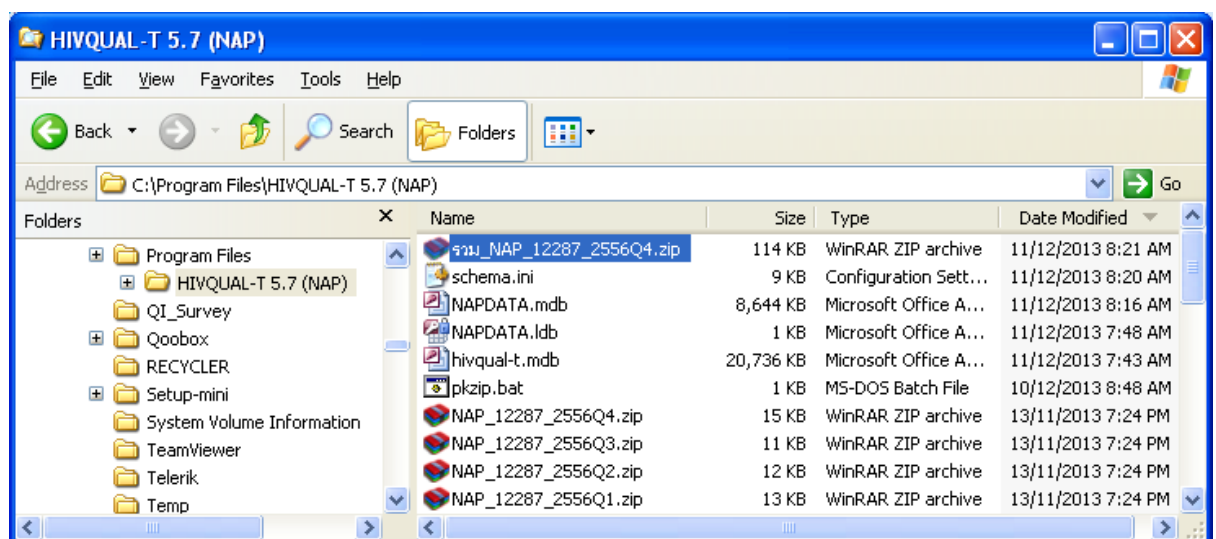 HIVQUAL-T 5.7 (NAP)
File Edit View Favorites Tools Help
Back Search Folders
Address C:\Program Files\HIVQUAL-T 5.7 (NAP) Go
Folders
Program Files
HIVQUAL-T 5.7 (NAP)
QI_Survey
Qoobox
RECYCLER
Setup-mini
System Volume Information
TeamViewer
Telerik
Temp
Name Size Type Date Modified
รวม_NAP_12287_2556Q4.zip 114 KB WinRAR ZIP archive 11/12/2013 8:21 AM
schema.ini 9 KB Configuration Sett... 11/12/2013 8:20 AM
NAPDATA.mdb 8,644 KB Microsoft Office A... 11/12/2013 8:16 AM
NAPDATA.ldb 1 KB Microsoft Office A... 11/12/2013 7:48 AM
hivqual-t.mdb 20,736 KB Microsoft Office A... 11/12/2013 7:43 AM
pkzip.bat 1 KB MS-DOS Batch File 10/12/2013 8:48 AM
NAP_12287_2556Q4.zip 15 KB WinRAR ZIP archive 13/11/2013 7:24 PM
NAP_12287_2556Q3.zip 11 KB WinRAR ZIP archive 13/11/2013 7:24 PM
NAP_12287_2556Q2.zip 12 KB WinRAR ZIP archive 13/11/2013 7:24 PM
NAP_12287_2556Q1.zip 13 KB WinRAR ZIP archive 13/11/2013 7:24 PM